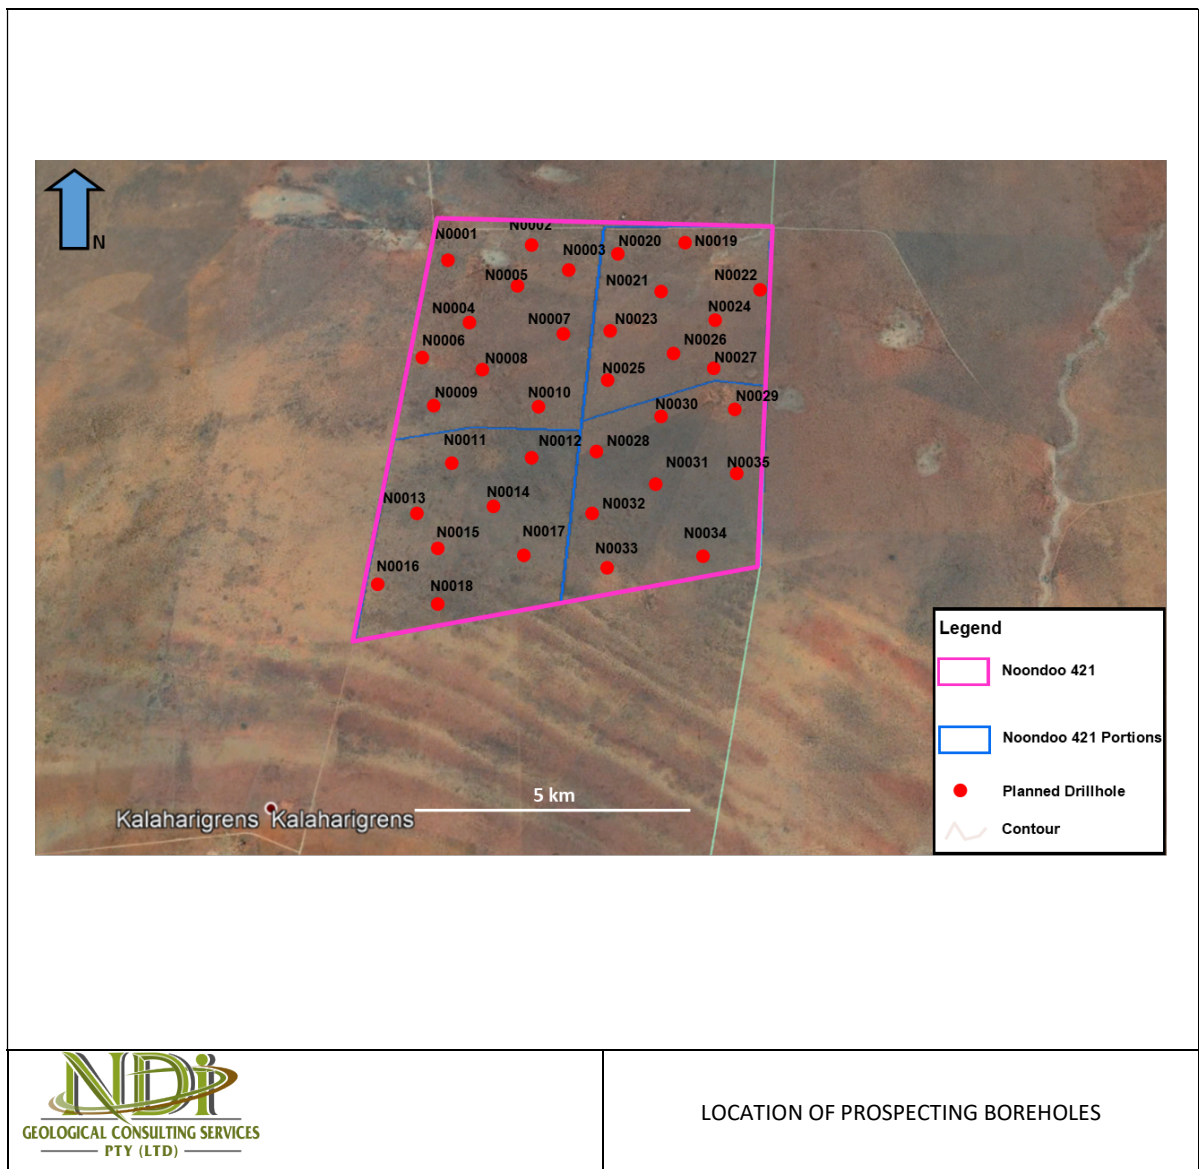 N
N0001
N0002
N0003
N0020
N0019
N0005
N0021
N0022
N0004
N0007
N0023
N0024
N0006
N0008
N0026
N0025
N0027
N0009
N0010
N0030
N0029
N0011
N0012
N0028
N0031
N0035
N0013
N0014
N0032
N0015
N0017
N0034
N0016
N0033
N0018
Legend
Noondoo 421
Noondoo 421 Portions
Planned Drillhole
Contour
5 km
Kalaharigrens Kalaharigrens
NDi
GEOLOGICAL CONSULTING SERVICES
PTY (LTD)
LOCATION OF PROSPECTING BOREHOLES